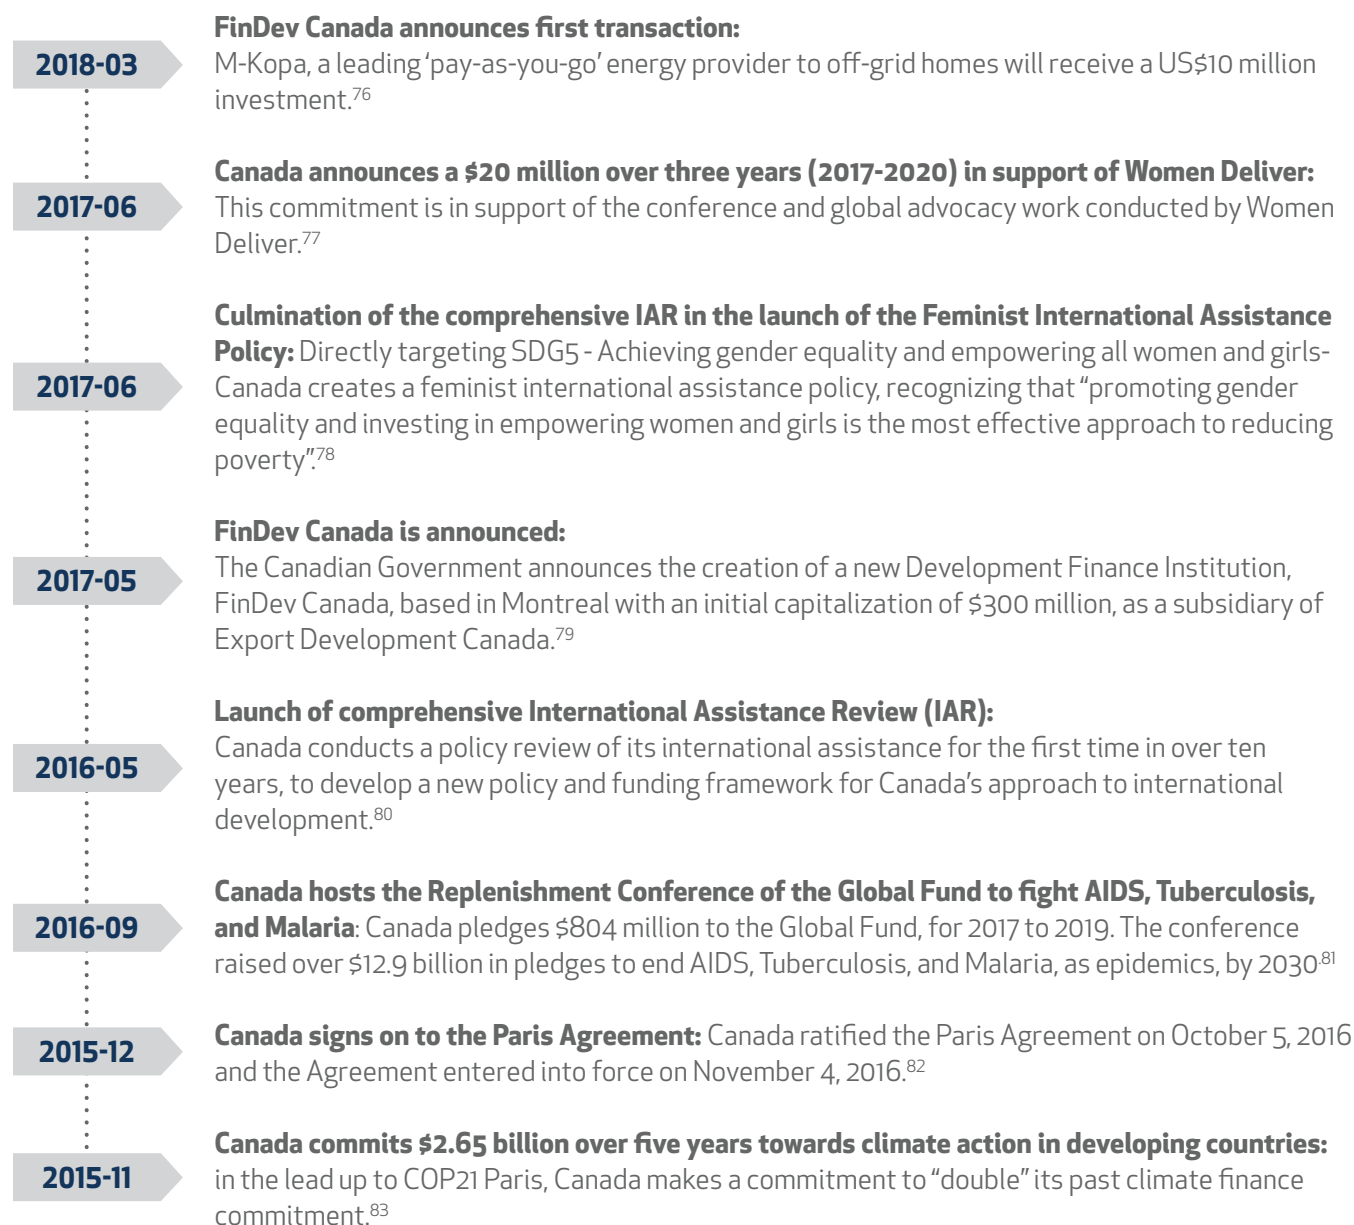 FinDev Canada announces first transaction:
2018-03
M-Kopa, a leading ‘pay-as-you-go’ energy provider to off-grid homes will receive a US$10 million
investment.76
Canada announces a $20 million over three years (2017-2020) in support of Women Deliver:
2017-06
This commitment is in support of the conference and global advocacy work conducted by Women
Deliver.77
Culmination of the comprehensive IAR in the launch of the Feminist International Assistance
Policy: Directly targeting SDG5 - Achieving gender equality and empowering all women and girls-
2017-06
Canada creates a feminist international assistance policy, recognizing that “promoting gender
equality and investing in empowering women and girls is the most effective approach to reducing
poverty”.78
FinDev Canada is announced:
2017-05
The Canadian Government announces the creation of a new Development Finance Institution,
FinDev Canada, based in Montreal with an initial capitalization of $300 million, as a subsidiary of
Export Development Canada.79
Launch of comprehensive International Assistance Review (IAR):
2016-05
Canada conducts a policy review of its international assistance for the first time in over ten
years, to develop a new policy and funding framework for Canada’s approach to international
development.80
Canada hosts the Replenishment Conference of the Global Fund to fight AIDS, Tuberculosis,
2016-09
and Malaria: Canada pledges $804 million to the Global Fund, for 2017 to 2019. The conference
raised over $12.9 billion in pledges to end AIDS, Tuberculosis, and Malaria, as epidemics, by 2030.81
2015-12
Canada signs on to the Paris Agreement: Canada ratified the Paris Agreement on October 5, 2016
and the Agreement entered into force on November 4, 2016.82
Canada commits $2.65 billion over five years towards climate action in developing countries:
2015-11
in the lead up to COP21 Paris, Canada makes a commitment to “double” its past climate finance
commitment.83